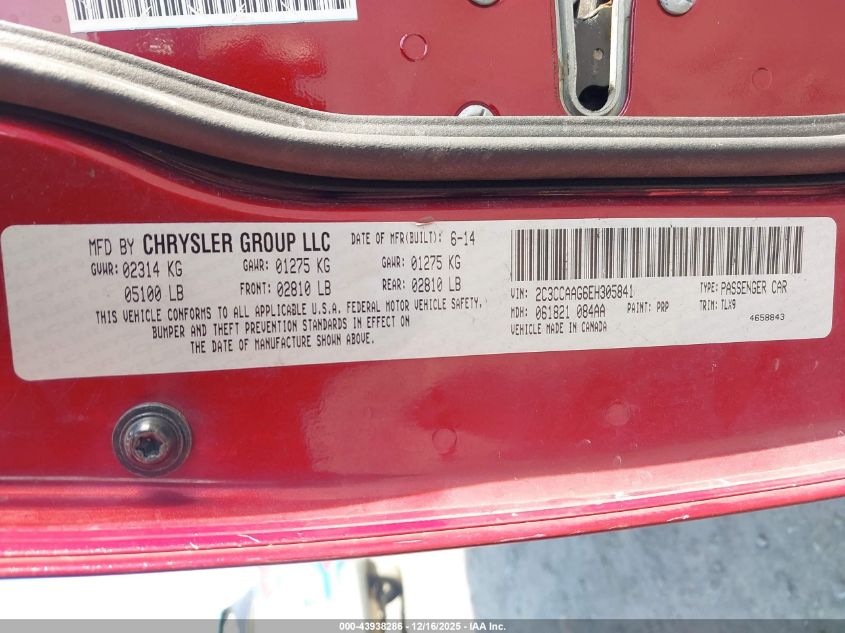 MFD BY CHRYSLER GROUP LLC DATE OF MFR(BUILT): 6-14
GVWR: 02314 KG GAWR: 01275 KG GAWR: 01275 KG
05100 LB FRONT: 02810 LB REAR: 02810 LB
THIS VEHICLE CONFORMS TO ALL APPLICABLE U.S.A. FEDERAL MOTOR VEHICLE SAFETY,
BUMPER AND THEFT PREVENTION STANDARDS IN EFFECT ON
THE DATE OF MANUFACTURE SHOWN ABOVE.
VIN: 2C3CCAAG6EH305841 TYPE: PASSENGER CAR
MDH: 061821 084AA PAINT: PRP TRIM: TLX9
VEHICLE MADE IN CANADA 4658843
000-43938286 - 12/16/2025 - IAA Inc.